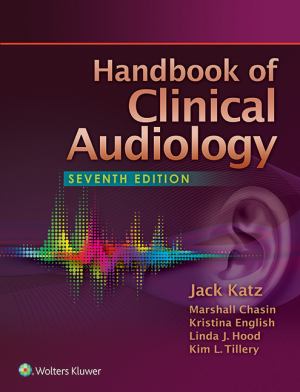 Handbook of
Clinical
Audiology
SEVENTH EDITION
Jack Katz
Marshall Chasin
Kristina English
Linda J. Hood
Kim L. Tillery
Wolters Kluwer